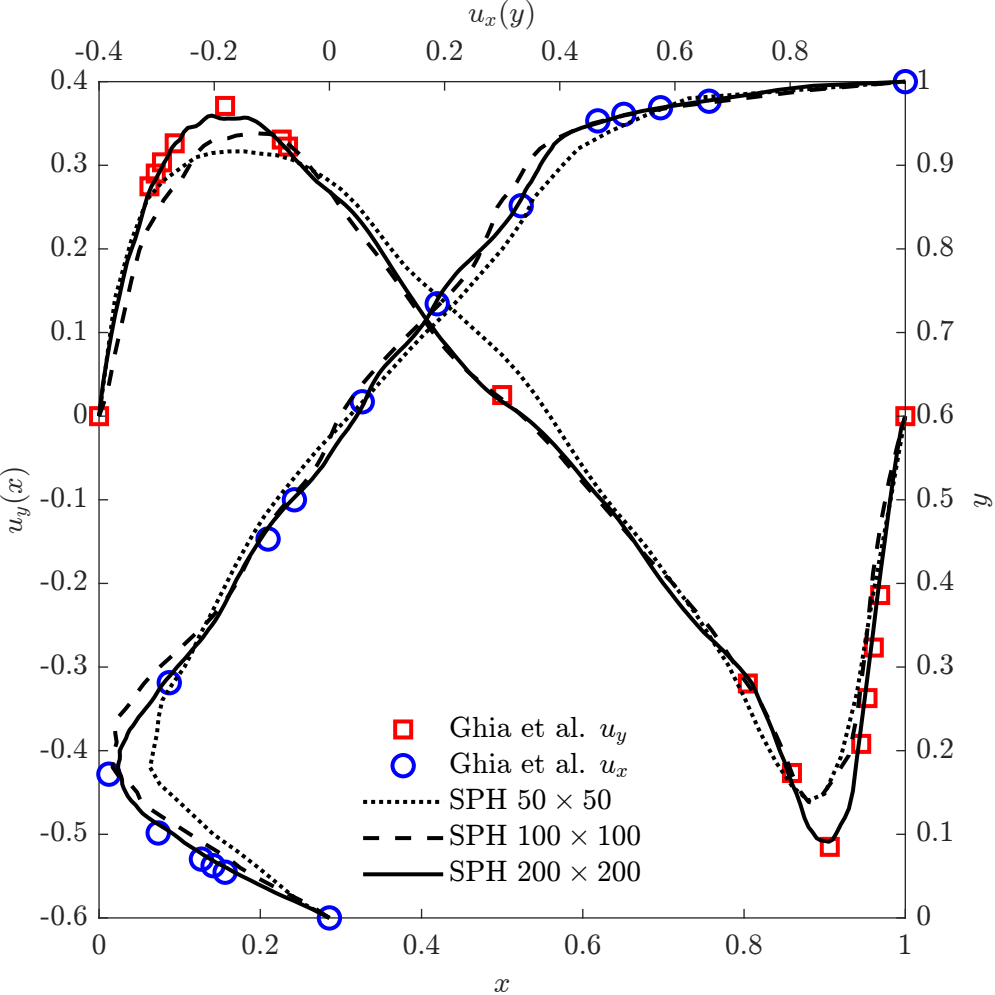 u_x(y)
-0.4 -0.2 0 0.2 0.4 0.6 0.8
0.4 1
0.3 0.9
0.2 0.8
0.1 0.7
0 0.6
-0.1 0.5
-0.2 0.4
-0.3 0.3
-0.4 0.2
-0.5 0.1
-0.6 0
u_y(x)
y
Ghia et al. u_y
Ghia et al. u_x
SPH 50 × 50
SPH 100 × 100
SPH 200 × 200
0 0.2 0.4 0.6 0.8 1
x